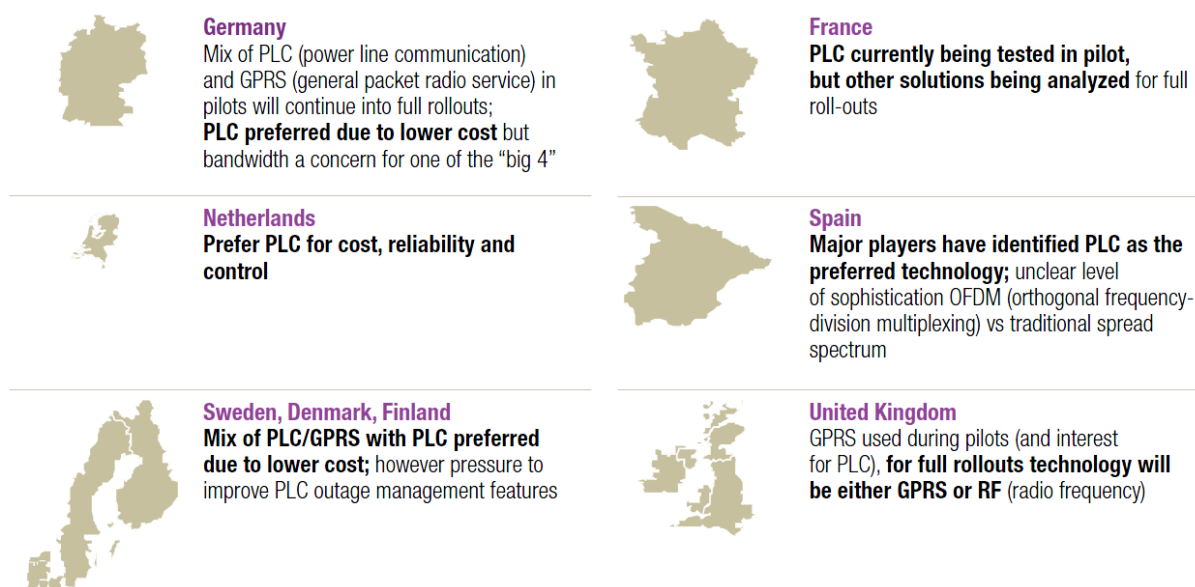 Germany
Mix of PLC (power line communication)
and GPRS (general packet radio service) in
pilots will continue into full rollouts;
PLC preferred due to lower cost but
bandwidth a concern for one of the “big 4”
France
PLC currently being tested in pilot,
but other solutions being analyzed for full
roll-outs
Netherlands
Prefer PLC for cost, reliability and
control
Spain
Major players have identified PLC as the
preferred technology; unclear level
of sophistication OFDM (orthogonal frequency-
division multiplexing) vs traditional spread
spectrum
Sweden, Denmark, Finland
Mix of PLC/GPRS with PLC preferred
due to lower cost; however pressure to
improve PLC outage management features
United Kingdom
GPRS used during pilots (and interest
for PLC), for full rollouts technology will
be either GPRS or RF (radio frequency)